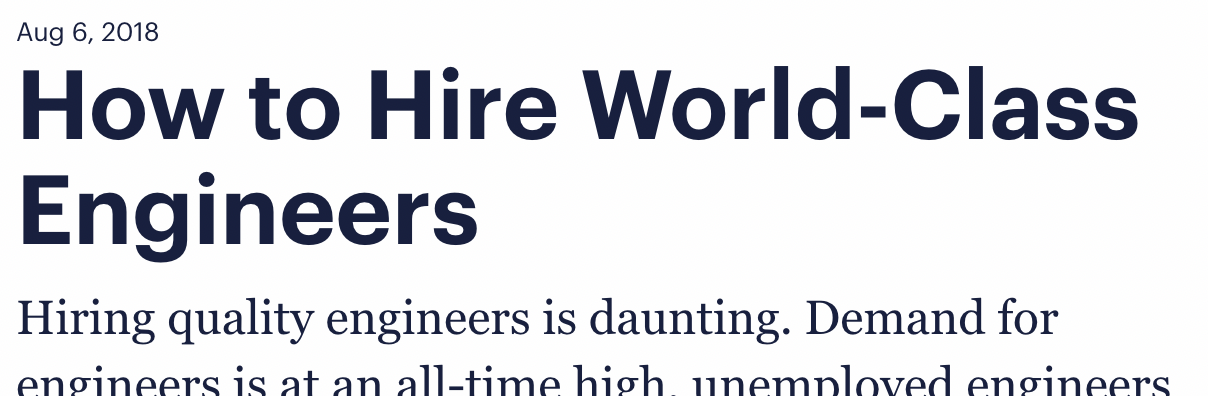 Aug 6, 2018
How to Hire World-Class
Engineers
Hiring quality engineers is daunting. Demand for
engineers is at an all-time high, unemployed engineers